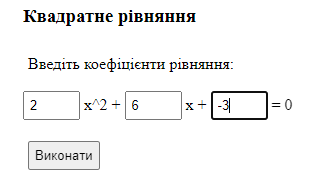 Квадратне рівняння
Введіть коефіцієнти рівняння:
2 x^2 + 6 x + -3 = 0
Виконати